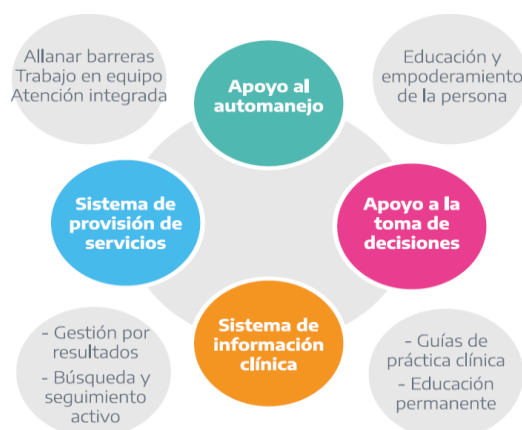 Allanar barreras
Trabajo en equipo
Atención integrada
Apoyo al
automanejo
Educación y
empoderamiento
de la persona
Sistema de
provisión de
servicios
Apoyo a la
toma de
decisiones
- Gestión por
resultados
- Búsqueda y
seguimiento
activo
Sistema de
información
clínica
- Guías de
práctica clínica
- Educación
permanente